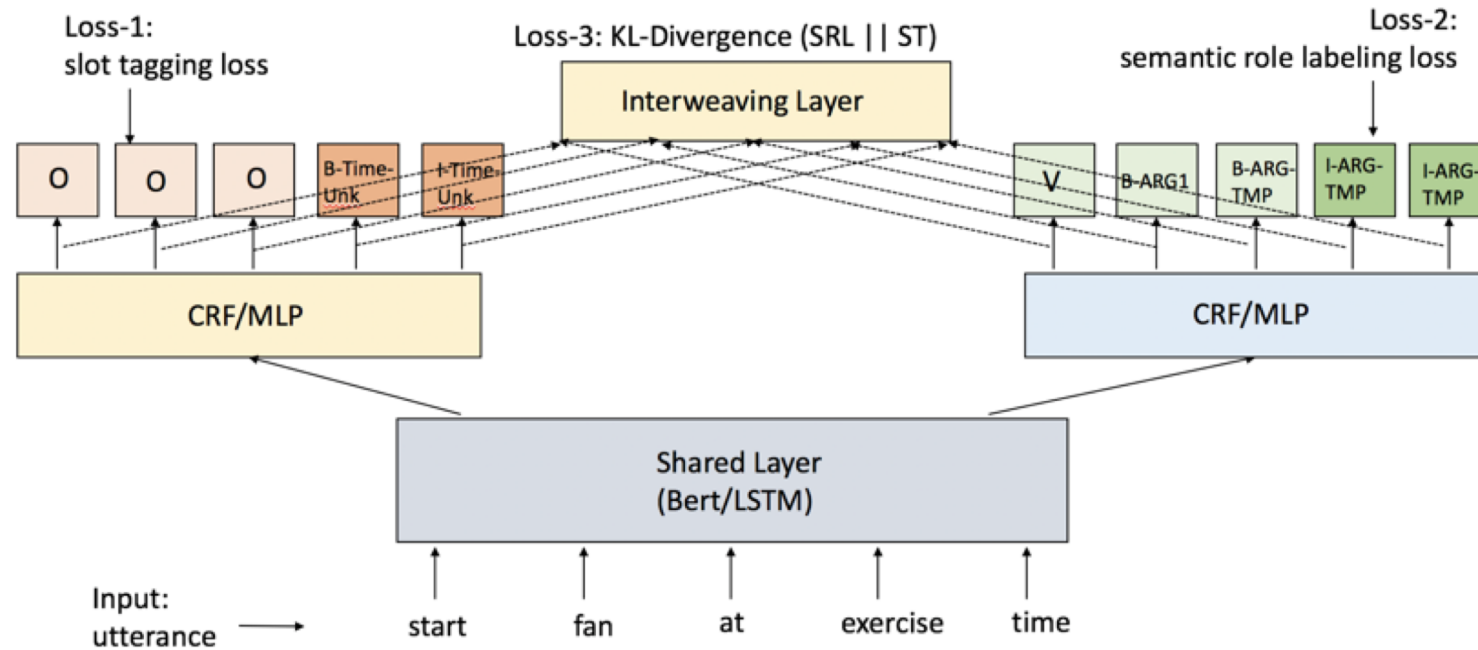 Loss-1:
slot tagging loss
Loss-3: KL-Divergence (SRL || ST)
Loss-2:
semantic role labeling loss
Interweaving Layer
O
O
O
B-Time-
Unk
I-Time-
Unk
V
B-ARG1
B-ARG-
TMP
I-ARG-
TMP
I-ARG-
TMP
CRF/MLP
CRF/MLP
Shared Layer
(Bert/LSTM)
Input:
utterance
start
fan
at
exercise
time